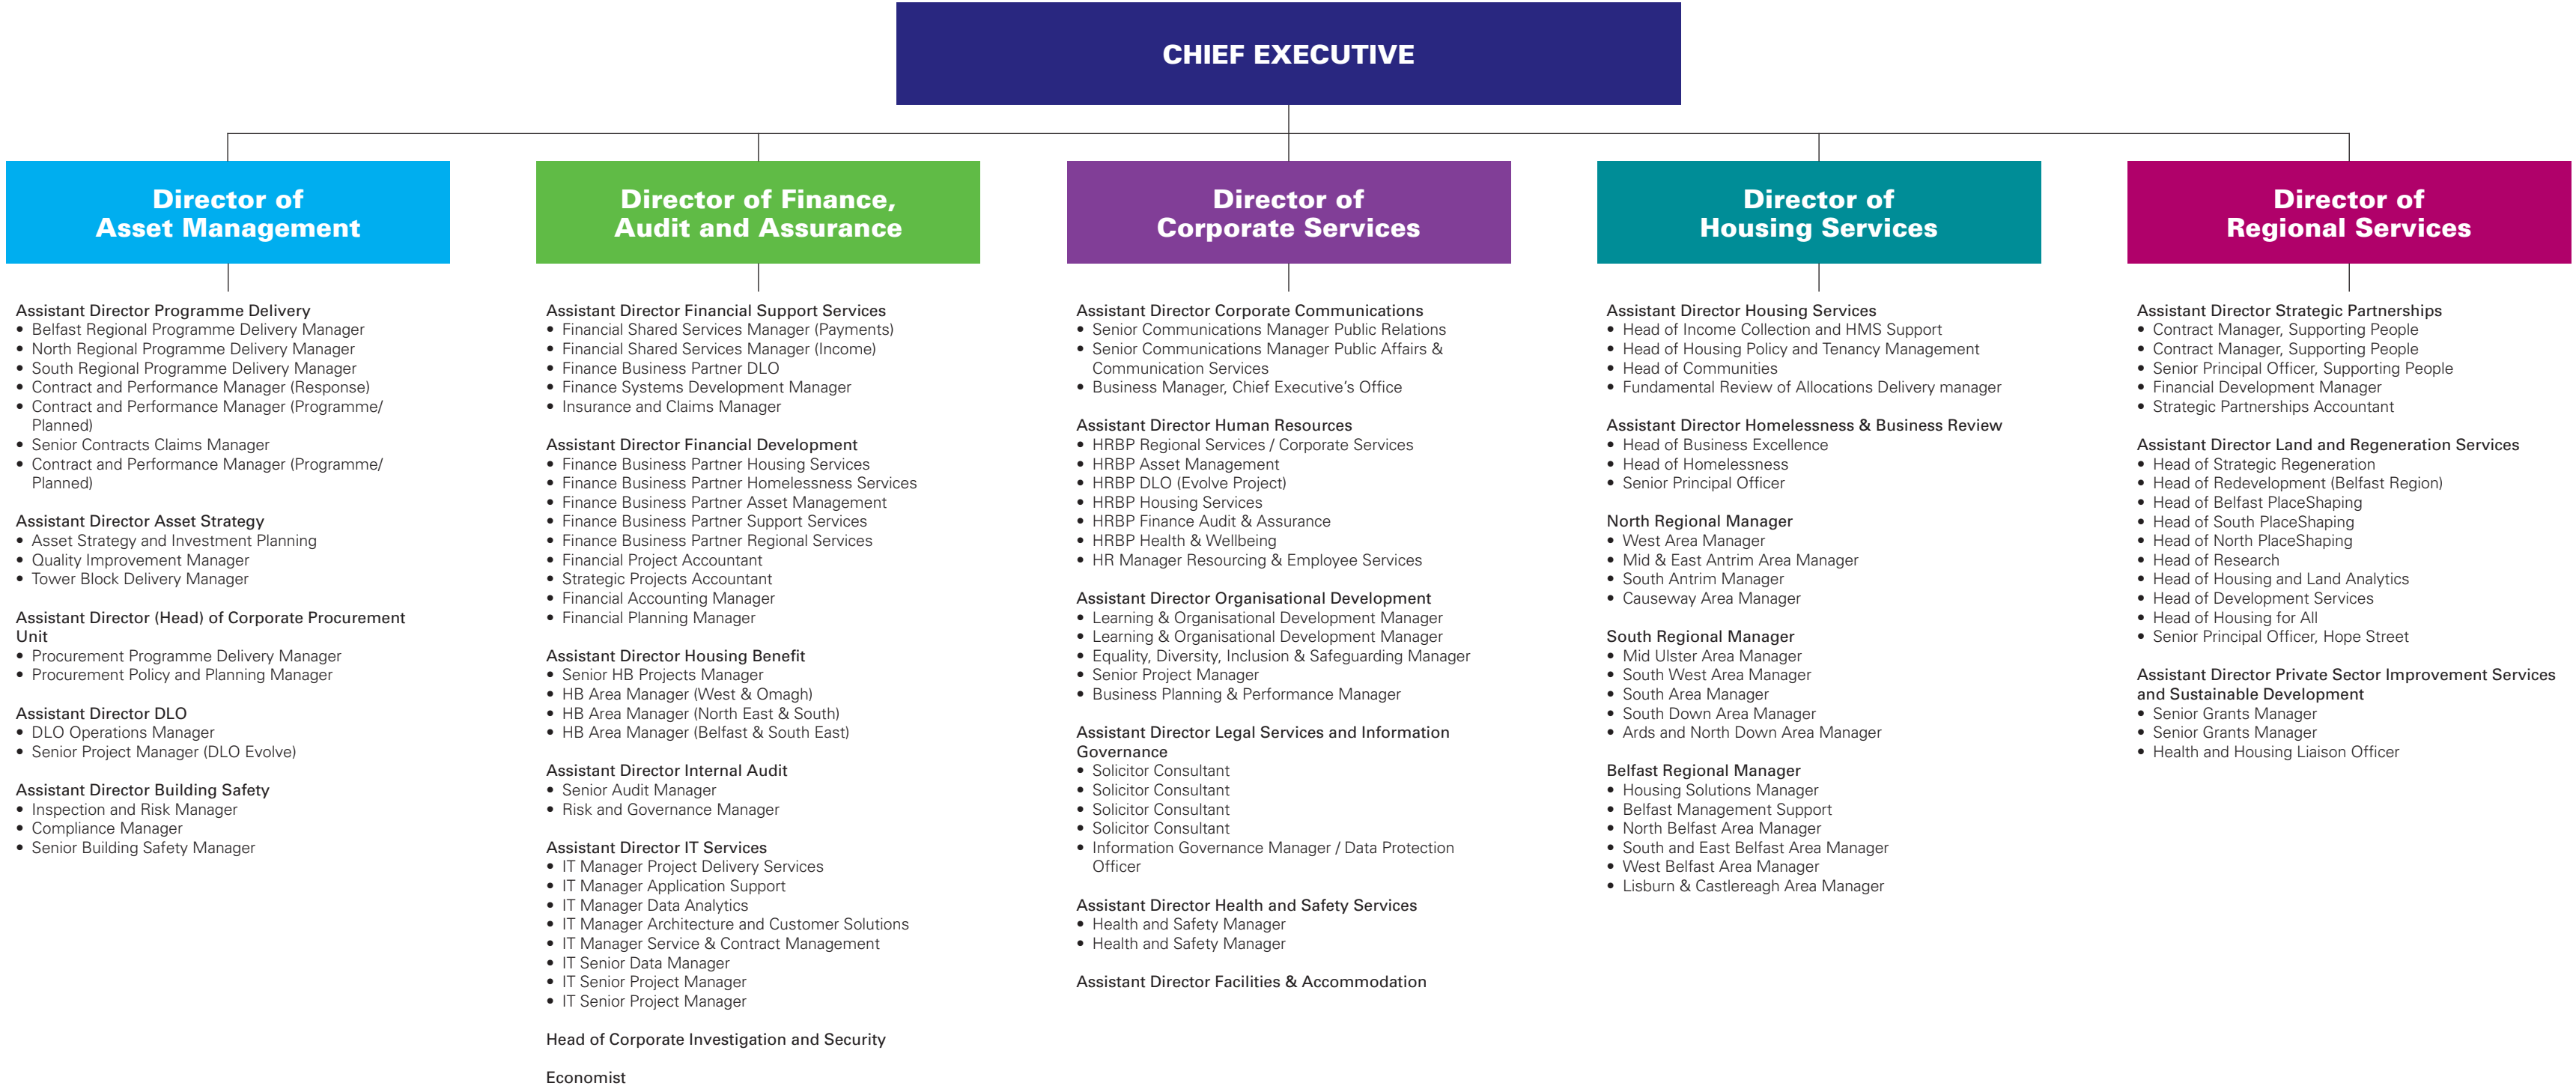 CHIEF EXECUTIVE
Director of
Asset Management
Assistant Director Programme Delivery
• Belfast Regional Programme Delivery Manager
• North Regional Programme Delivery Manager
• South Regional Programme Delivery Manager
• Contract and Performance Manager (Response)
• Contract and Performance Manager (Programme/
Planned)
• Senior Contracts Claims Manager
• Contract and Performance Manager (Programme/
Planned)
Assistant Director Asset Strategy
• Asset Strategy and Investment Planning
• Quality Improvement Manager
• Tower Block Delivery Manager
Assistant Director (Head) of Corporate Procurement
Unit
• Procurement Programme Delivery Manager
• Procurement Policy and Planning Manager
Assistant Director DLO
• DLO Operations Manager
• Senior Project Manager (DLO Evolve)
Assistant Director Building Safety
• Inspection and Risk Manager
• Compliance Manager
• Senior Building Safety Manager
Director of Finance,
Audit and Assurance
Assistant Director Financial Support Services
• Financial Shared Services Manager (Payments)
• Financial Shared Services Manager (Income)
• Finance Business Partner DLO
• Finance Systems Development Manager
• Insurance and Claims Manager
Assistant Director Financial Development
• Finance Business Partner Housing Services
• Finance Business Partner Homelessness Services
• Finance Business Partner Asset Management
• Finance Business Partner Support Services
• Finance Business Partner Regional Services
• Financial Project Accountant
• Strategic Projects Accountant
• Financial Accounting Manager
• Financial Planning Manager
Assistant Director Housing Benefit
• Senior HB Projects Manager
• HB Area Manager (West & Omagh)
• HB Area Manager (North East & South)
• HB Area Manager (Belfast & South East)
Assistant Director Internal Audit
• Senior Audit Manager
• Risk and Governance Manager
Assistant Director IT Services
• IT Manager Project Delivery Services
• IT Manager Application Support
• IT Manager Data Analytics
• IT Manager Architecture and Customer Solutions
• IT Manager Service & Contract Management
• IT Senior Data Manager
• IT Senior Project Manager
• IT Senior Project Manager
Head of Corporate Investigation and Security
Economist
Director of
Corporate Services
Assistant Director Corporate Communications
• Senior Communications Manager Public Relations
• Senior Communications Manager Public Affairs &
Communication Services
• Business Manager, Chief Executive's Office
Assistant Director Human Resources
• HRBP Regional Services / Corporate Services
• HRBP Asset Management
• HRBP DLO (Evolve Project)
• HRBP Housing Services
• HRBP Finance Audit & Assurance
• HRBP Health & Wellbeing
• HR Manager Resourcing & Employee Services
Assistant Director Organisational Development
• Learning & Organisational Development Manager
• Learning & Organisational Development Manager
• Equality, Diversity, Inclusion & Safeguarding Manager
• Senior Project Manager
• Business Planning & Performance Manager
Assistant Director Legal Services and Information
Governance
• Solicitor Consultant
• Solicitor Consultant
• Solicitor Consultant
• Solicitor Consultant
• Information Governance Manager / Data Protection
Officer
Assistant Director Health and Safety Services
• Health and Safety Manager
• Health and Safety Manager
Assistant Director Facilities & Accommodation
Director of
Housing Services
Assistant Director Housing Services
• Head of Income Collection and HMS Support
• Head of Housing Policy and Tenancy Management
• Head of Communities
• Fundamental Review of Allocations Delivery manager
Assistant Director Homelessness & Business Review
• Head of Business Excellence
• Head of Homelessness
• Senior Principal Officer
North Regional Manager
• West Area Manager
• Mid & East Antrim Area Manager
• South Antrim Manager
• Causeway Area Manager
South Regional Manager
• Mid Ulster Area Manager
• South West Area Manager
• South Area Manager
• South Down Area Manager
• Ards and North Down Area Manager
Belfast Regional Manager
• Housing Solutions Manager
• Belfast Management Support
• North Belfast Area Manager
• South and East Belfast Area Manager
• West Belfast Area Manager
• Lisburn & Castlereagh Area Manager
Director of
Regional Services
Assistant Director Strategic Partnerships
• Contract Manager, Supporting People
• Contract Manager, Supporting People
• Senior Principal Officer, Supporting People
• Financial Development Manager
• Strategic Partnerships Accountant
Assistant Director Land and Regeneration Services
• Head of Strategic Regeneration
• Head of Redevelopment (Belfast Region)
• Head of Belfast PlaceShaping
• Head of South PlaceShaping
• Head of North PlaceShaping
• Head of Research
• Head of Housing and Land Analytics
• Head of Development Services
• Head of Housing for All
• Senior Principal Officer, Hope Street
Assistant Director Private Sector Improvement Services
and Sustainable Development
• Senior Grants Manager
• Senior Grants Manager
• Health and Housing Liaison Officer